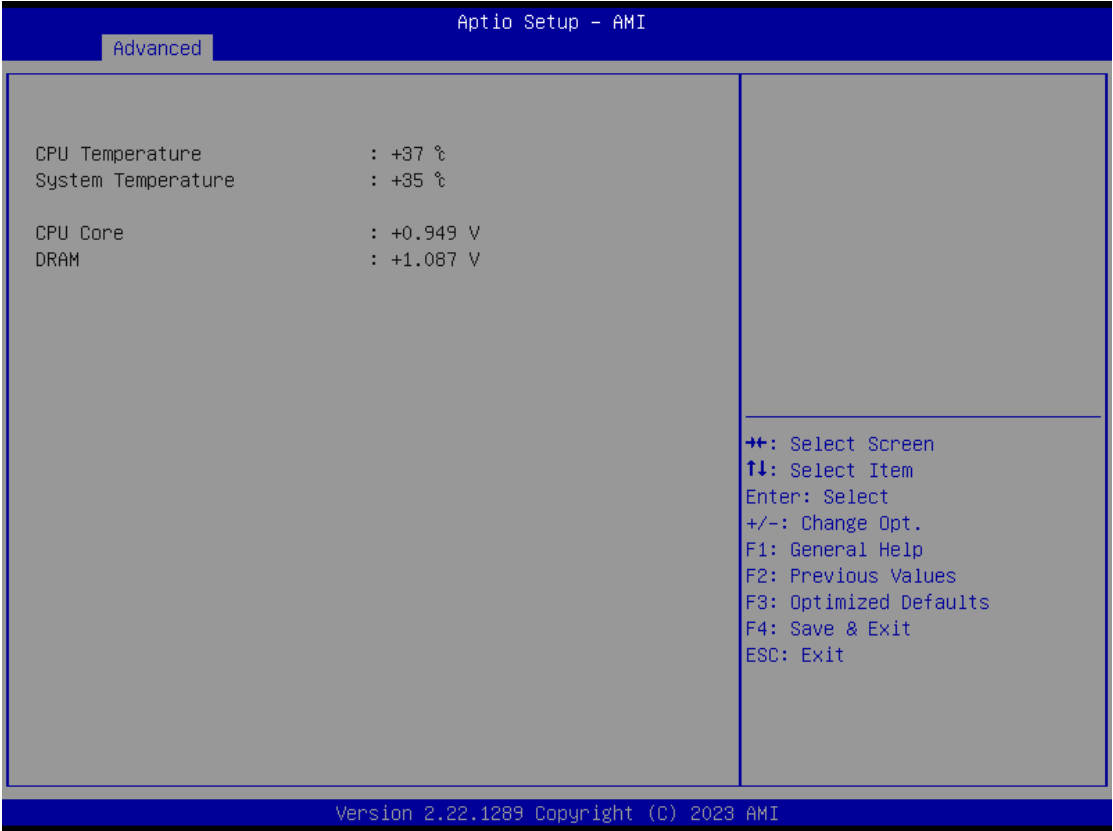 Aptio Setup – AMI
Advanced
CPU Temperature : +37 ℃
System Temperature : +35 ℃
CPU Core : +0.949 V
DRAM : +1.087 V
→←: Select Screen
↑↓: Select Item
Enter: Select
+/-: Change Opt.
F1: General Help
F2: Previous Values
F3: Optimized Defaults
F4: Save & Exit
ESC: Exit
Version 2.22.1289 Copyright (C) 2023 AMI